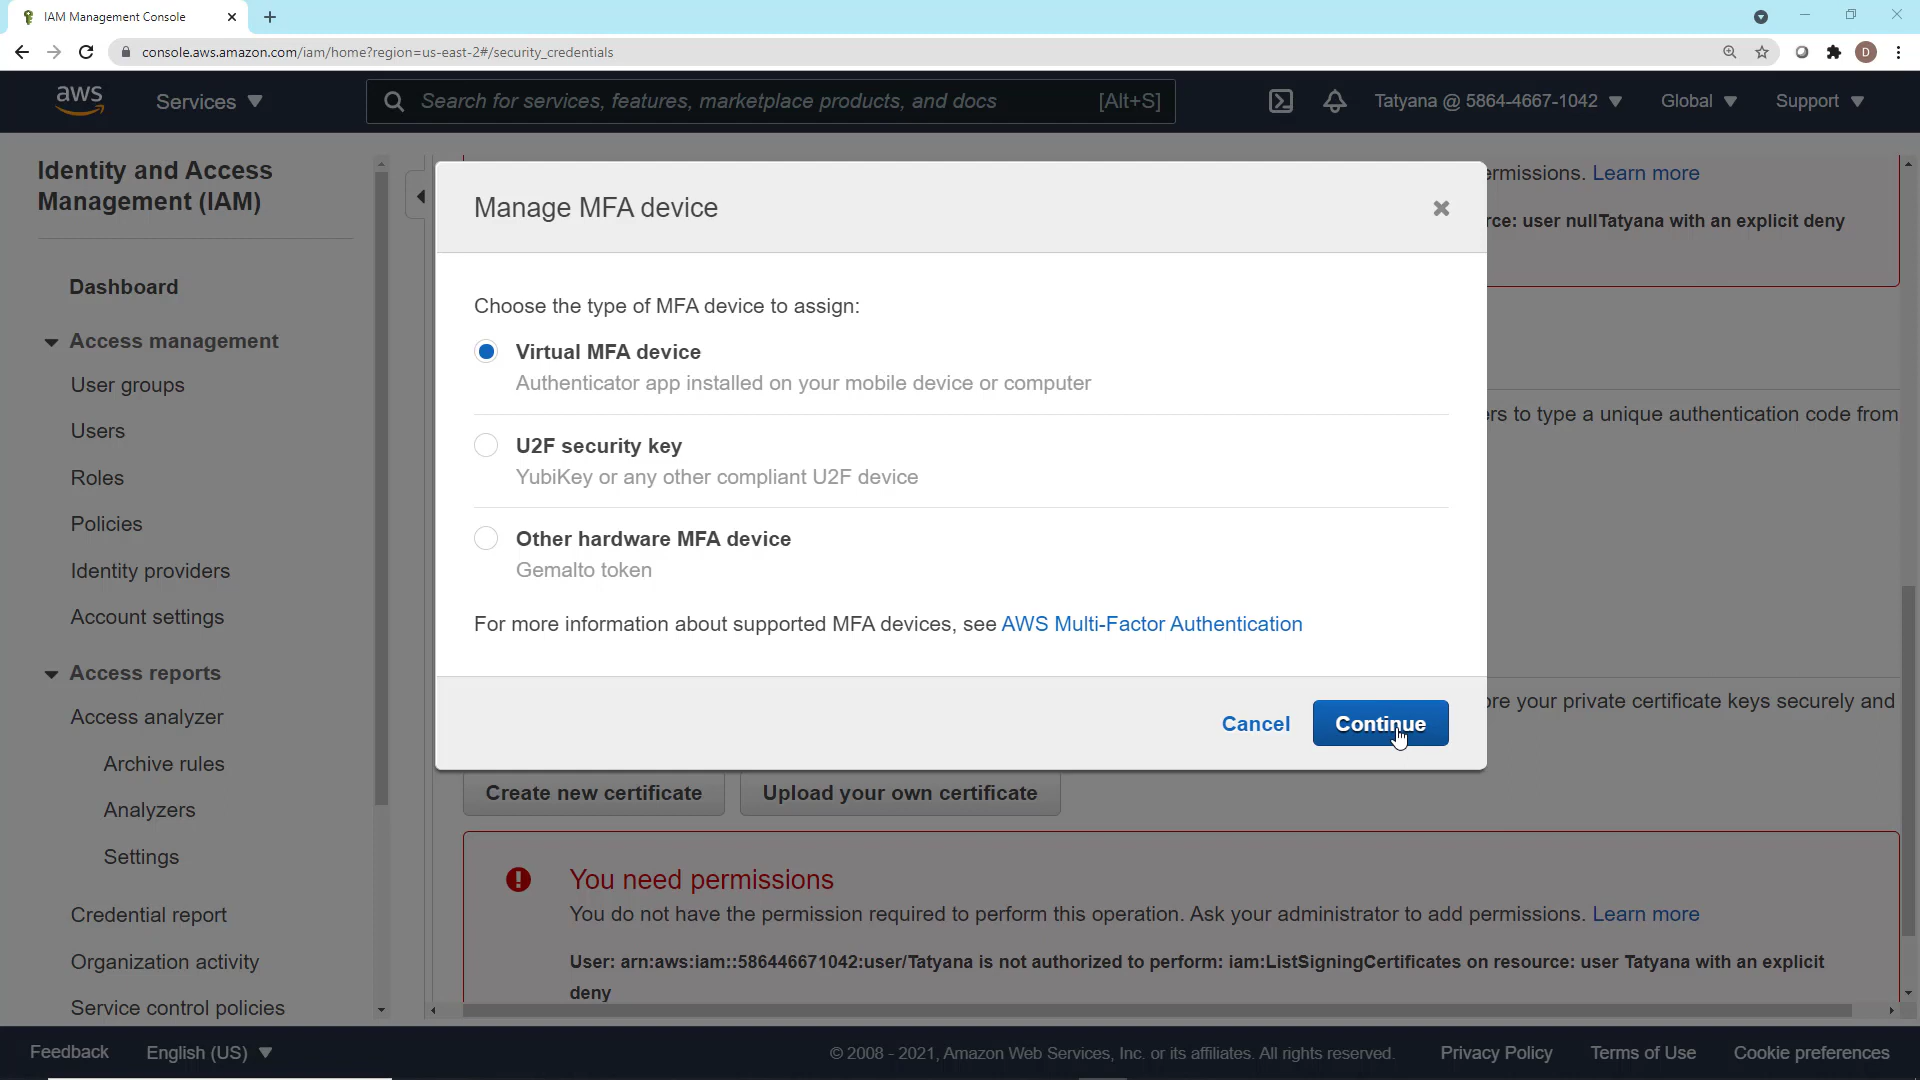 IAM Management Console
console.aws.amazon.com/iam/home?region=us-east-2#/security_credentials
D
aws
Services
Search for services, features, marketplace products, and docs
[Alt+S]
Tatyana @ 5864-4667-1042
Global
Support
Identity and Access
Management (IAM)
Dashboard
Access management
User groups
Users
Roles
Policies
Identity providers
Account settings
Access reports
Access analyzer
Archive rules
Analyzers
Settings
Credential report
Organization activity
Service control policies
ermissions. Learn more
rce: user nullTatyana with an explicit deny
Manage MFA device
Choose the type of MFA device to assign:
Virtual MFA device
Authenticator app installed on your mobile device or computer
ers to type a unique authentication code from
U2F security key
YubiKey or any other compliant U2F device
Other hardware MFA device
Gemalto token
For more information about supported MFA devices, see AWS Multi-Factor Authentication
ore your private certificate keys securely and
Cancel
Continue
Create new certificate
Upload your own certificate
You need permissions
You do not have the permission required to perform this operation. Ask your administrator to add permissions. Learn more
User: arn:aws:iam::586446671042:user/Tatyana is not authorized to perform: iam:ListSigningCertificates on resource: user Tatyana with an explicit
deny
Feedback
English (US)
© 2008 - 2021, Amazon Web Services, Inc. or its affiliates. All rights reserved.
Privacy Policy
Terms of Use
Cookie preferences